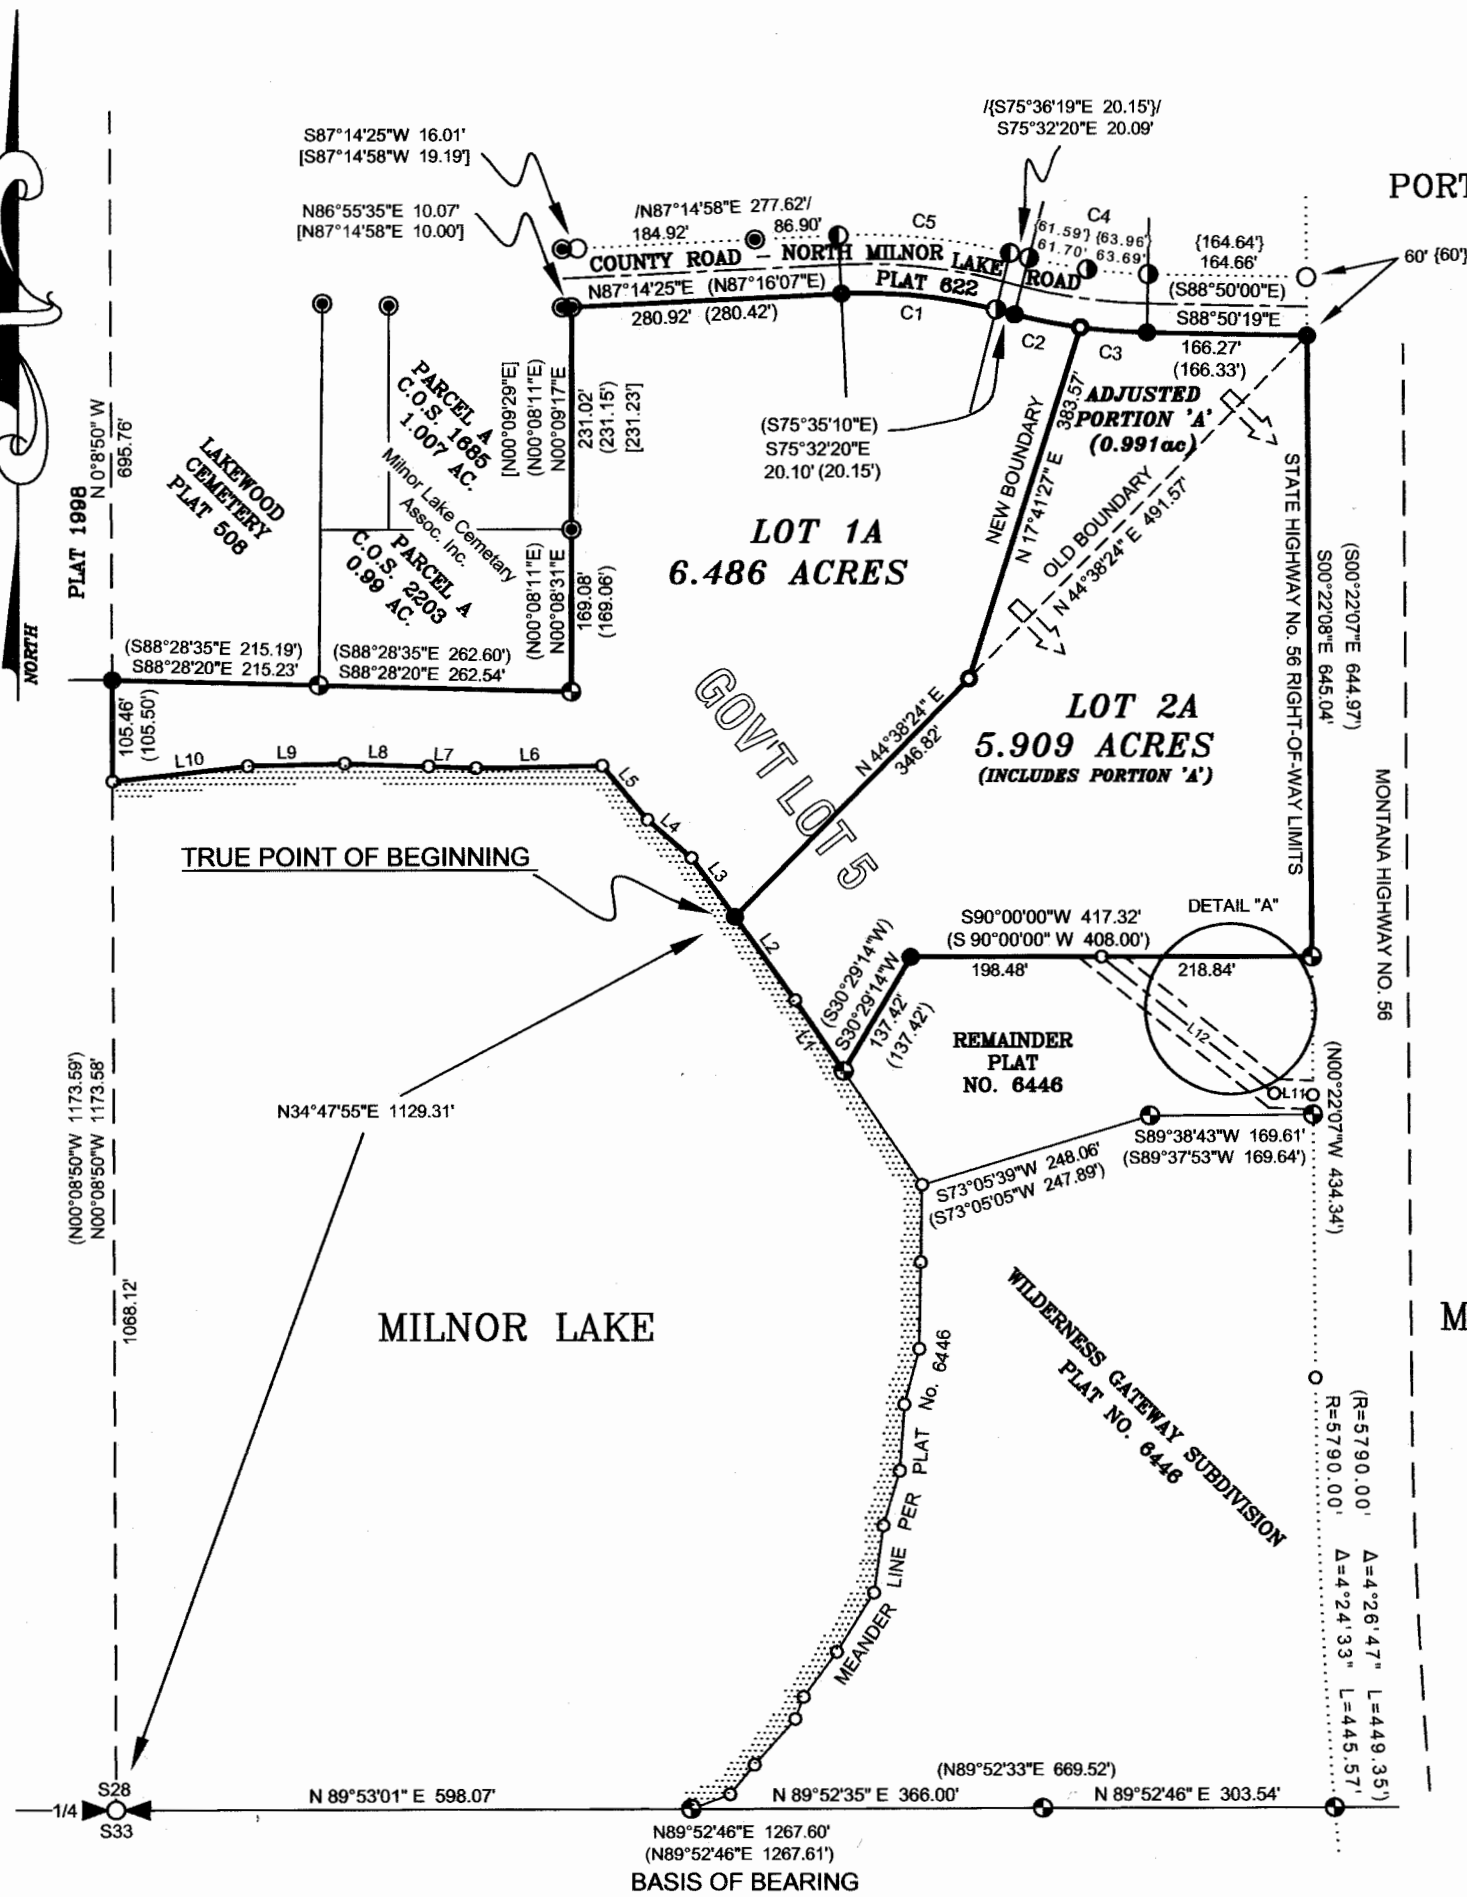 /{S75°36'19"E 20.15'}/
S75°32'20"E 20.09'
S87°14'25"W 16.01'
[S87°14'58"W 19.19']
N86°55'35"E 10.07'
[N87°14'58"E 10.00']
/N87°14'58"E 277.62'/
184.92'
86.90'
C5
C4
{61.59'} {63.96'}
61.70' 63.69'
{164.64'}
164.66'
PORT
60' {60'}
COUNTY ROAD - NORTH MILNOR LAKE ROAD
PLAT 622
N87°14'25"E (N87°16'07"E)
280.92' (280.42')
C1
C2
C3
(S88°50'00"E)
S88°50'19"E
166.27'
(166.33')
ADJUSTED
PORTION 'A'
(0.991ac)
(S75°35'10"E)
S75°32'20"E
20.10' (20.15')
N 0°8'50" W
695.76'
PLAT 1998
NORTH
LAKEWOOD
CEMETERY
PLAT 508
PARCEL A
C.O.S. 1685
1.007 AC.
Milnor Lake Cemetary
Assoc. Inc.
PARCEL A
C.O.S. 2203
0.99 AC.
[N00°09'29"E]
(N00°08'11"E)
N00°09'17"E
231.02'
(231.15')
[231.23']
(N00°08'11"E)
N00°08'31"E
169.08'
(169.06')
LOT 1A
6.486 ACRES
NEW BOUNDARY
N 17°41'27" E 383.57'
OLD BOUNDARY
N 44°38'24" E 491.57'
STATE HIGHWAY No. 56 RIGHT-OF-WAY LIMITS
S00°22'08"E 645.04'
(S00°22'07"E 644.97')
MONTANA HIGHWAY NO. 56
(S88°28'35"E 215.19')
S88°28'20"E 215.23'
(S88°28'35"E 262.60')
S88°28'20"E 262.54'
105.46'
(105.50')
L10
L9
L8
L7
L6
L5
L4
L3
L2
L1
GOV'T LOT 5
N 44°38'24" E
346.82'
LOT 2A
5.909 ACRES
(INCLUDES PORTION 'A')
TRUE POINT OF BEGINNING
S90°00'00"W 417.32'
(S 90°00'00" W 408.00')
198.48'
218.84'
DETAIL "A"
(S30°29'14"W)
S30°29'14"W
137.42'
(137.42')
REMAINDER
PLAT
NO. 6446
L12
L11
(N00°22'07"W 434.34')
S89°38'43"W 169.61'
(S89°37'53"W 169.64')
S73°05'39"W 248.06'
(S73°05'05"W 247.89')
N34°47'55"E 1129.31'
(N00°08'50"W 1173.59')
N00°08'50"W 1173.58'
1068.12'
MILNOR LAKE
M
WILDERNESS GATEWAY SUBDIVISION
PLAT NO. 6446
MEANDER LINE PER PLAT No. 6446
(R=5790.00' Δ=4°26'47" L=449.35')
R=5790.00' Δ=4°24'33" L=445.57'
S28
1/4
S33
N 89°53'01" E 598.07'
(N89°52'33"E 669.52')
N 89°52'35" E 366.00'
N 89°52'46" E 303.54'
N89°52'46"E 1267.60'
(N89°52'46"E 1267.61')
BASIS OF BEARING